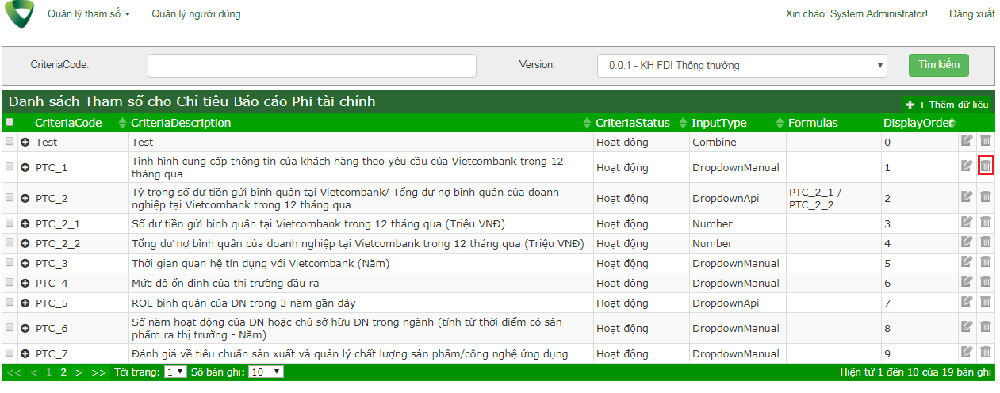 Quản lý tham số Quản lý người dùng Xin chào: System Administrator! Đăng xuất
CriteriaCode: Version: 0.0.1 - KH FDI Thông thường Tìm kiếm
Danh sách Tham số cho Chỉ tiêu Báo cáo Phi tài chính
+ Thêm dữ liệu
CriteriaCode CriteriaDescription CriteriaStatus InputType Formulas DisplayOrder
Test Test Hoạt động Combine 0
PTC_1 Tình hình cung cấp thông tin của khách hàng theo yêu cầu của Vietcombank trong 12
tháng qua Hoạt động DropdownManual 1
PTC_2 Tỷ trọng số dư tiền gửi bình quân tại Vietcombank/ Tổng dư nợ bình quân của doanh
nghiệp tại Vietcombank trong 12 tháng qua Hoạt động DropdownApi PTC_2_1 /
PTC_2_2 2
PTC_2_1 Số dư tiền gửi bình quân tại Vietcombank trong 12 tháng qua (Triệu VNĐ) Hoạt động Number 3
PTC_2_2 Tổng dư nợ bình quân của doanh nghiệp tại Vietcombank trong 12 tháng qua (Triệu VNĐ) Hoạt động Number 4
PTC_3 Thời gian quan hệ tín dụng với Vietcombank (Năm) Hoạt động DropdownManual 5
PTC_4 Mức độ ổn định của thị trường đầu ra Hoạt động DropdownManual 6
PTC_5 ROE bình quân của DN trong 3 năm gần đây Hoạt động DropdownApi 7
PTC_6 Số năm hoạt động của DN hoặc chủ sở hữu DN trong ngành (tính từ thời điểm có sản
phẩm ra thị trường - Năm) Hoạt động DropdownManual 8
PTC_7 Đánh giá về tiêu chuẩn sản xuất và quản lý chất lượng sản phẩm/công nghệ ứng dụng Hoạt động DropdownManual 9
<< < 1 2 > >> Tới trang: 1 Số bản ghi: 10 Hiện từ 1 đến 10 của 19 bản ghi